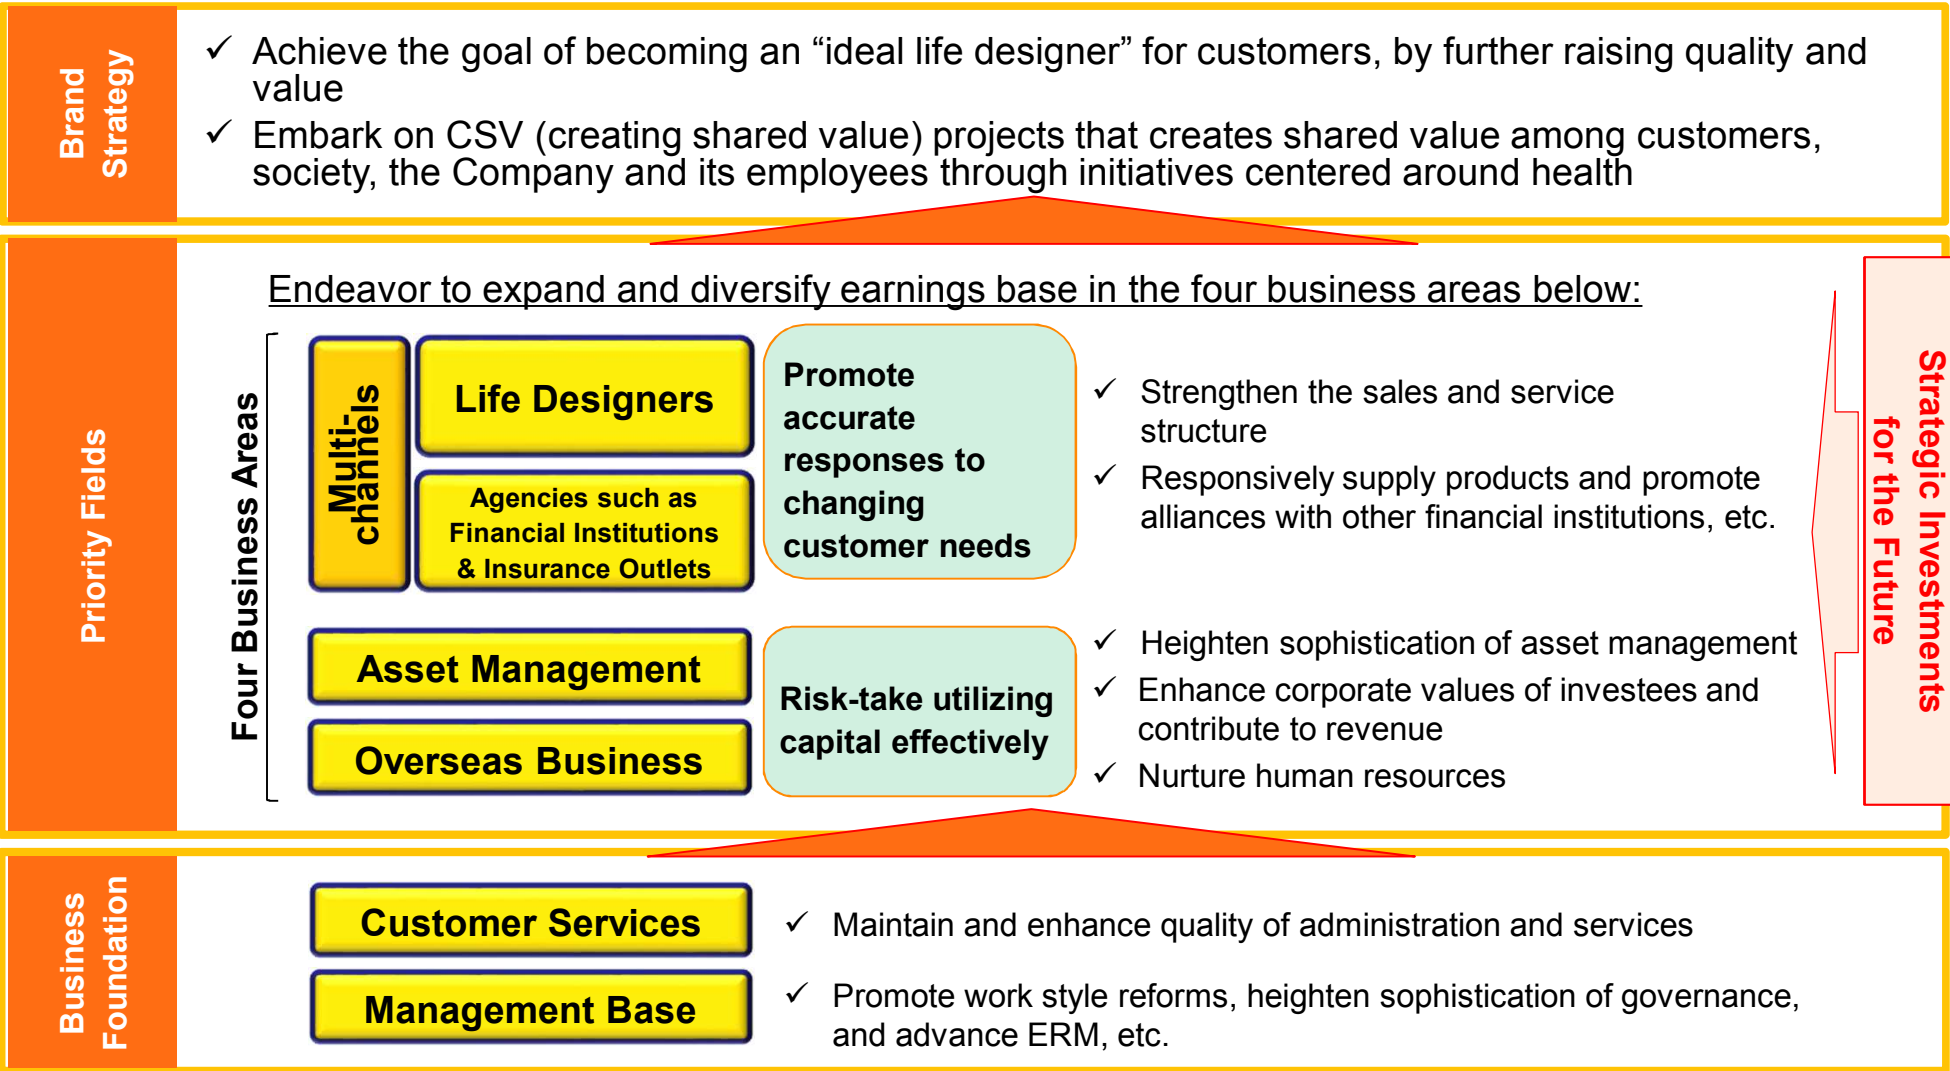 Brand
Strategy
✓ Achieve the goal of becoming an “ideal life designer” for customers, by further raising quality and
value
✓ Embark on CSV (creating shared value) projects that creates shared value among customers,
society, the Company and its employees through initiatives centered around health
Priority Fields
Endeavor to expand and diversify earnings base in the four business areas below:
Four Business Areas
Multi-
channels
Life Designers
Agencies such as
Financial Institutions
& Insurance Outlets
Promote
accurate
responses to
changing
customer needs
✓ Strengthen the sales and service
structure
✓ Responsively supply products and promote
alliances with other financial institutions, etc.
Asset Management
Overseas Business
Risk-take utilizing
capital effectively
✓ Heighten sophistication of asset management
✓ Enhance corporate values of investees and
contribute to revenue
✓ Nurture human resources
Strategic Investments
for the Future
Business
Foundation
Customer Services
✓ Maintain and enhance quality of administration and services
Management Base
✓ Promote work style reforms, heighten sophistication of governance,
and advance ERM, etc.